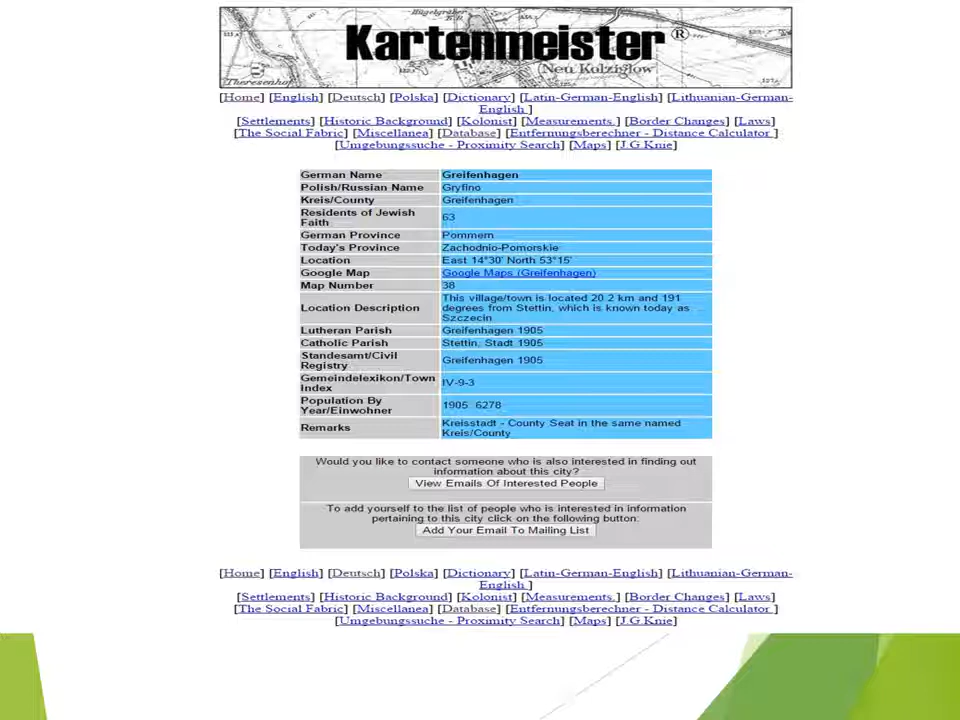 Hügelgräber
Kartenmeister ®
Theresenhof
Neu Kolziglow
[Home] [English] [Deutsch] [Polska] [Dictionary] [Latin-German-English] [Lithuanian-German-
English ]
[Settlements] [Historic Background] [Kolonist] [Measurements ] [Border Changes] [Laws]
[The Social Fabric] [Miscellanea] [Database] [Entfernungsberechner - Distance Calculator ]
[Umgebungssuche - Proximity Search] [Maps] [J.G.Knie]
German Name Greifenhagen
Polish/Russian Name Gryfino
Kreis/County Greifenhagen
Residents of Jewish
Faith 63
German Province Pommern
Today's Province Zachodnio-Pomorskie
Location East 14°30' North 53°15'
Google Map Google Maps (Greifenhagen)
Map Number 38
Location Description This village/town is located 20.2 km and 191
degrees from Stettin, which is known today as
Szczecin
Lutheran Parish Greifenhagen 1905
Catholic Parish Stettin, Stadt 1905
Standesamt/Civil
Registry Greifenhagen 1905
Gemeindelexikon/Town
Index IV-9-3
Population By
Year/Einwohner 1905 6278
Remarks Kreisstadt - County Seat in the same named
Kreis/County
Would you like to contact someone who is also interested in finding out
information about this city?
View Emails Of Interested People
To add yourself to the list of people who is interested in information
pertaining to this city click on the following button:
Add Your Email To Mailing List
[Home] [English] [Deutsch] [Polska] [Dictionary] [Latin-German-English] [Lithuanian-German-
English ]
[Settlements] [Historic Background] [Kolonist] [Measurements ] [Border Changes] [Laws]
[The Social Fabric] [Miscellanea] [Database] [Entfernungsberechner - Distance Calculator ]
[Umgebungssuche - Proximity Search] [Maps] [J.G.Knie]